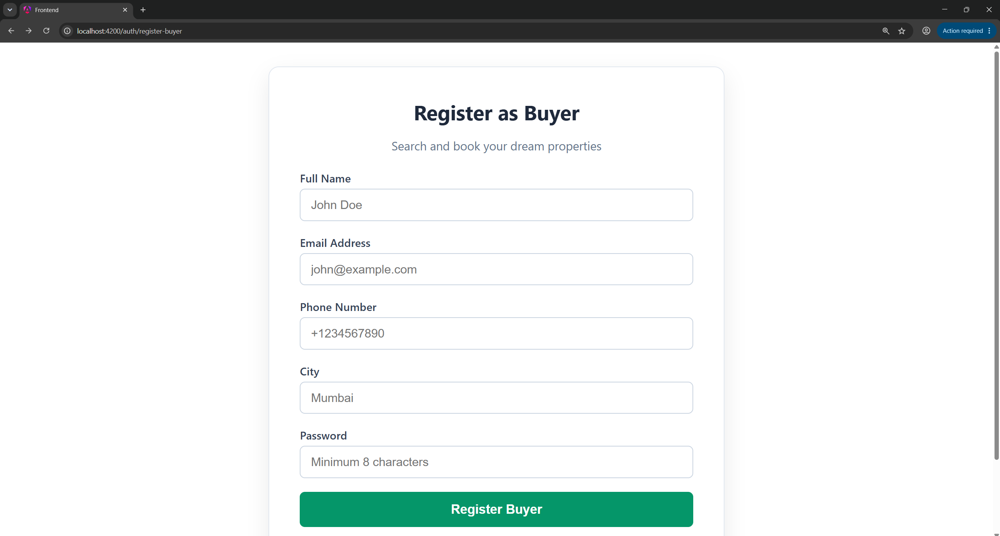 Frontend
localhost:4200/auth/register-buyer
Action required
Register as Buyer
Search and book your dream properties
Full Name
John Doe
Email Address
john@example.com
Phone Number
+1234567890
City
Mumbai
Password
Minimum 8 characters
Register Buyer